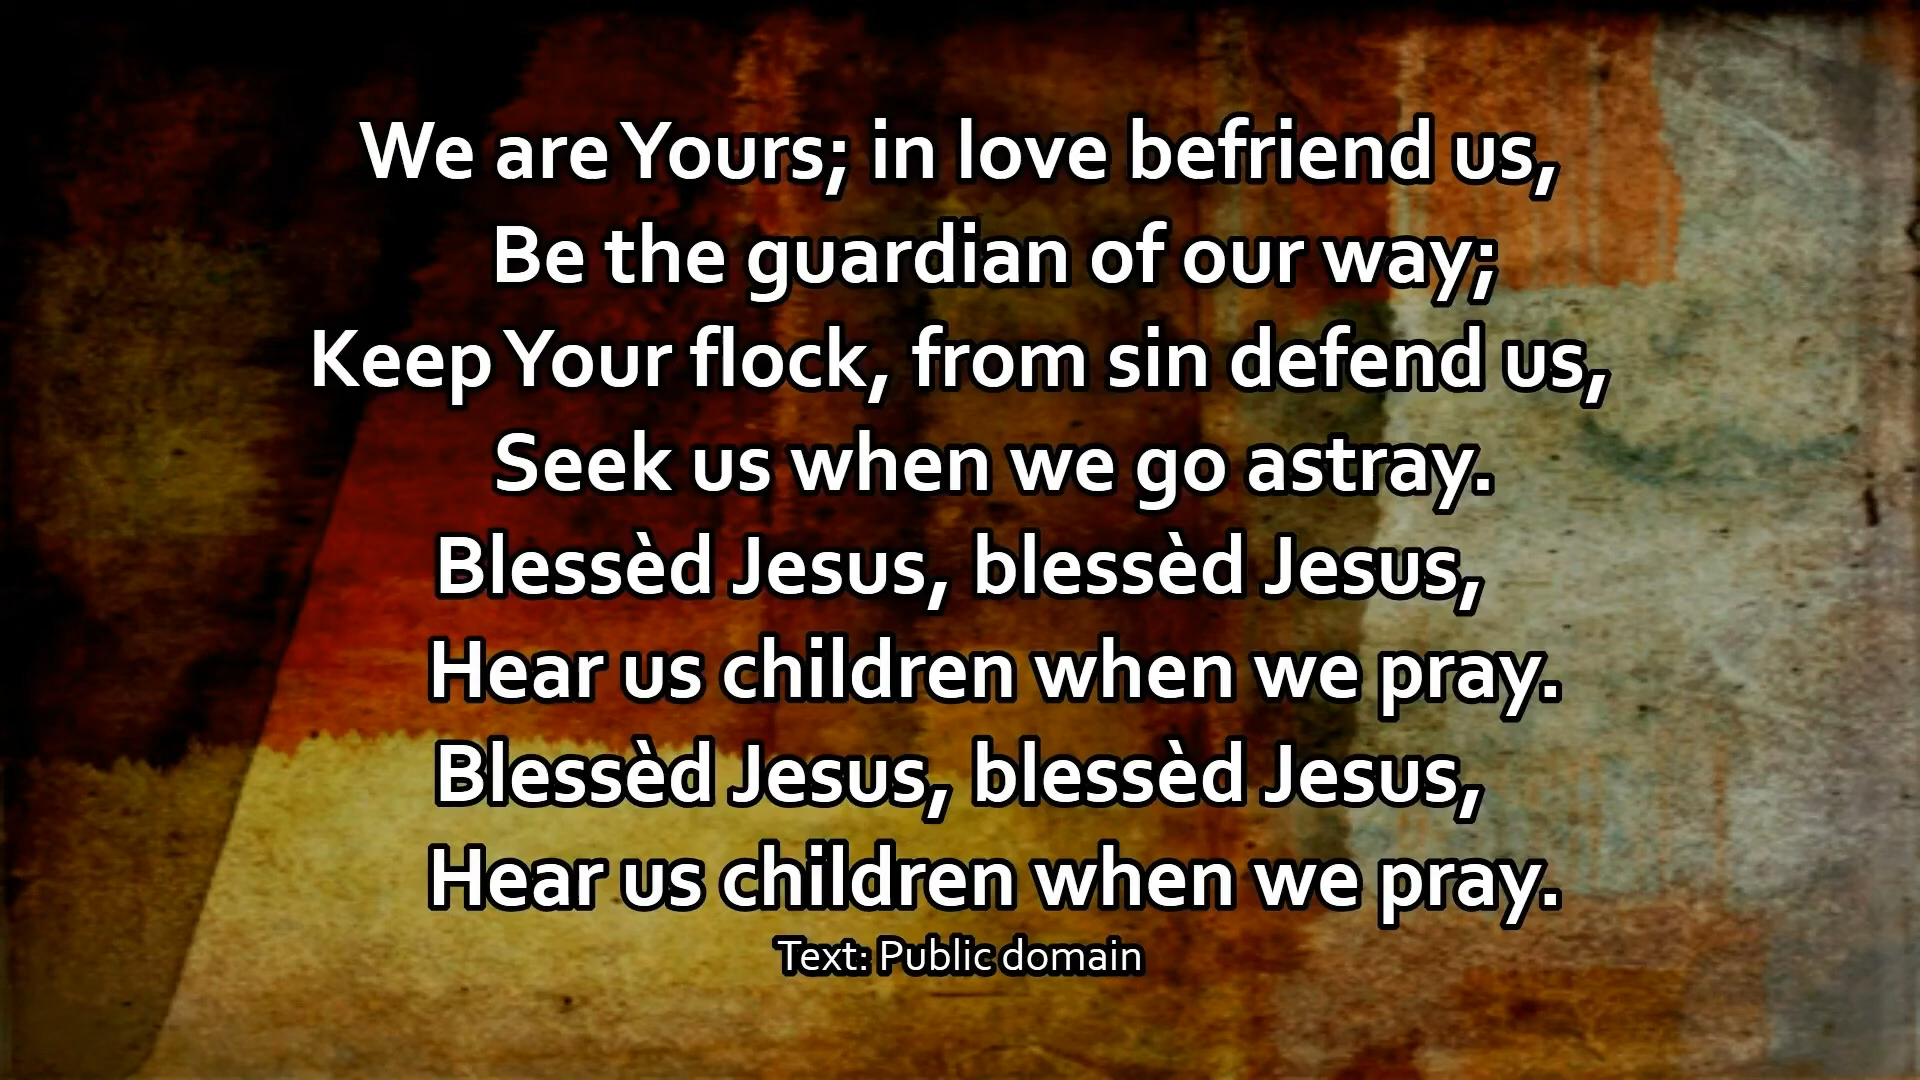 We are Yours; in love befriend us,
Be the guardian of our way;
Keep Your flock, from sin defend us,
Seek us when we go astray.
Blessèd Jesus, blessèd Jesus,
Hear us children when we pray.
Blessèd Jesus, blessèd Jesus,
Hear us children when we pray.
Text: Public domain